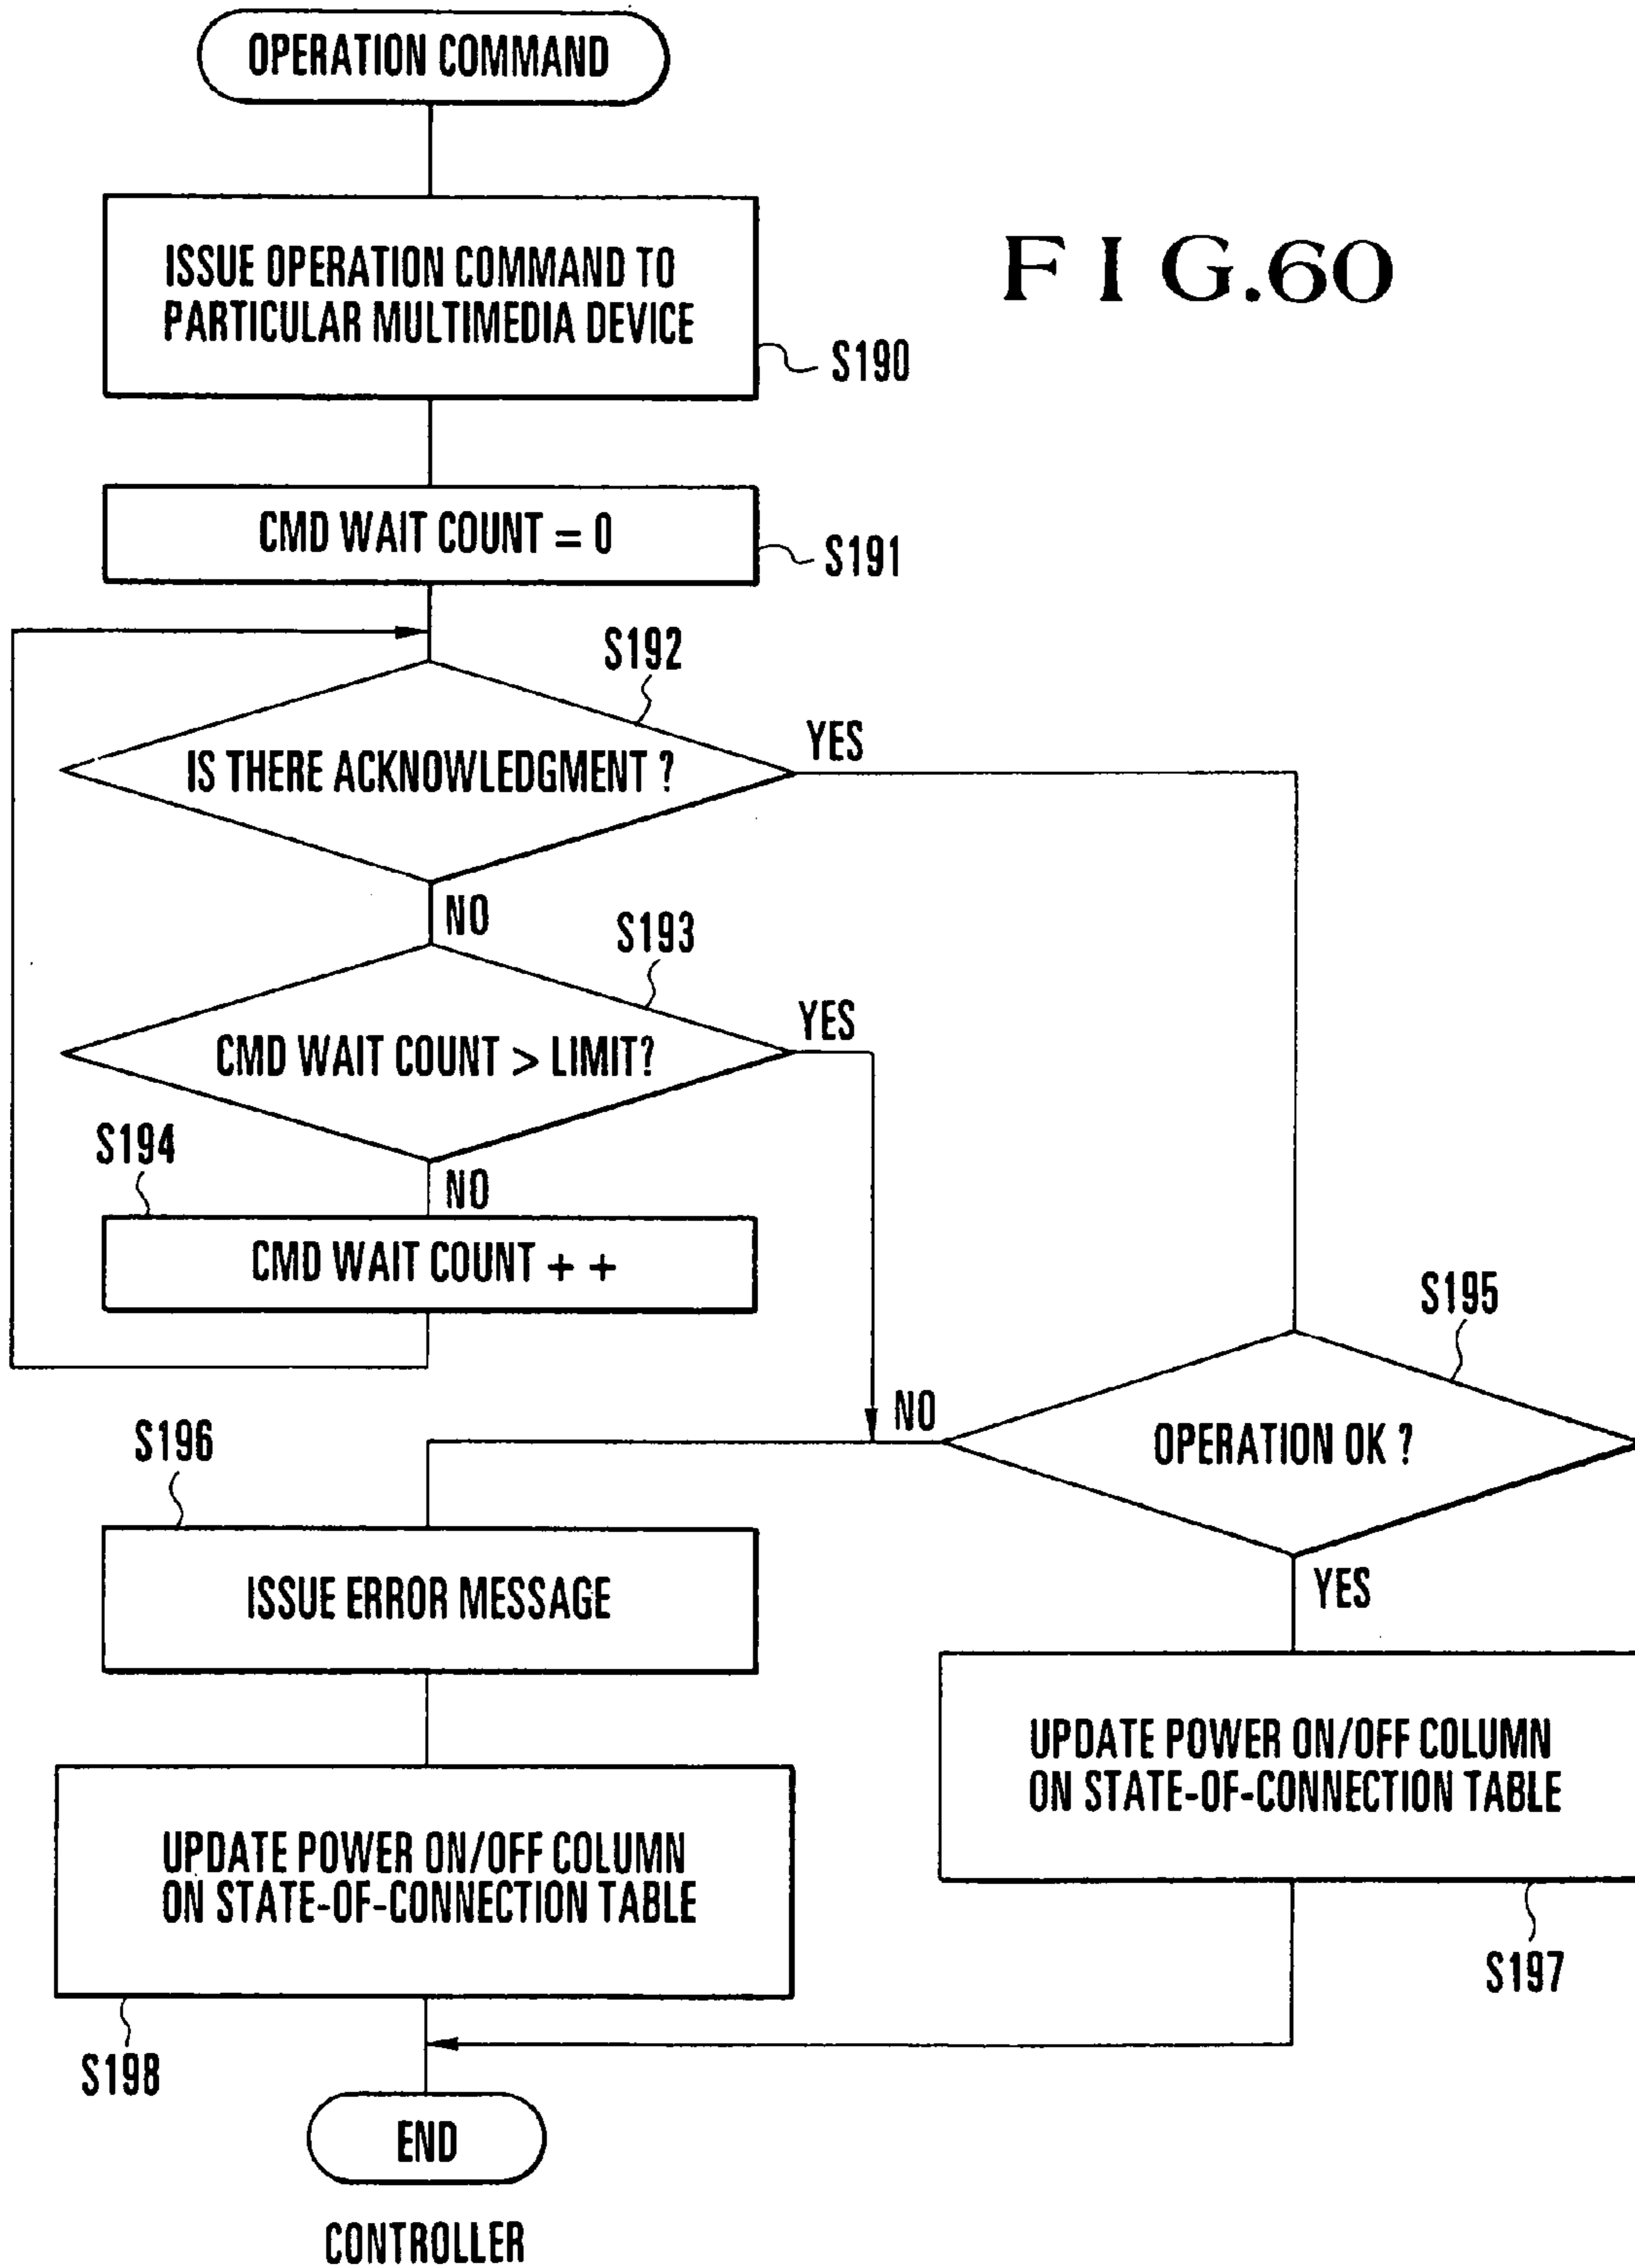 OPERATION COMMAND
FIG.60
ISSUE OPERATION COMMAND TO
PARTICULAR MULTIMEDIA DEVICE
S190
CMD WAIT COUNT = 0
S191
S192
IS THERE ACKNOWLEDGMENT ?
YES
NO
S193
CMD WAIT COUNT > LIMIT?
YES
NO
S194
CMD WAIT COUNT + +
S195
OPERATION OK ?
NO
YES
S196
ISSUE ERROR MESSAGE
UPDATE POWER ON/OFF COLUMN
ON STATE-OF-CONNECTION TABLE
S197
UPDATE POWER ON/OFF COLUMN
ON STATE-OF-CONNECTION TABLE
S198
END
CONTROLLER